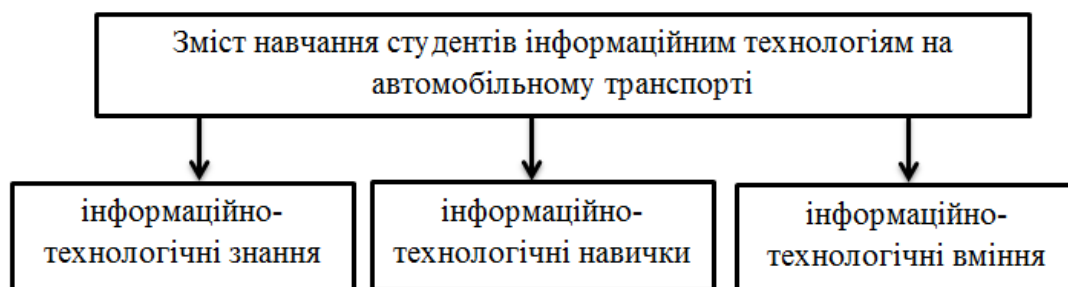 Зміст навчання студентів інформаційним технологіям на
автомобільному транспорті
інформаційно-
технологічні знання
інформаційно-
технологічні навички
інформаційно-
технологічні вміння